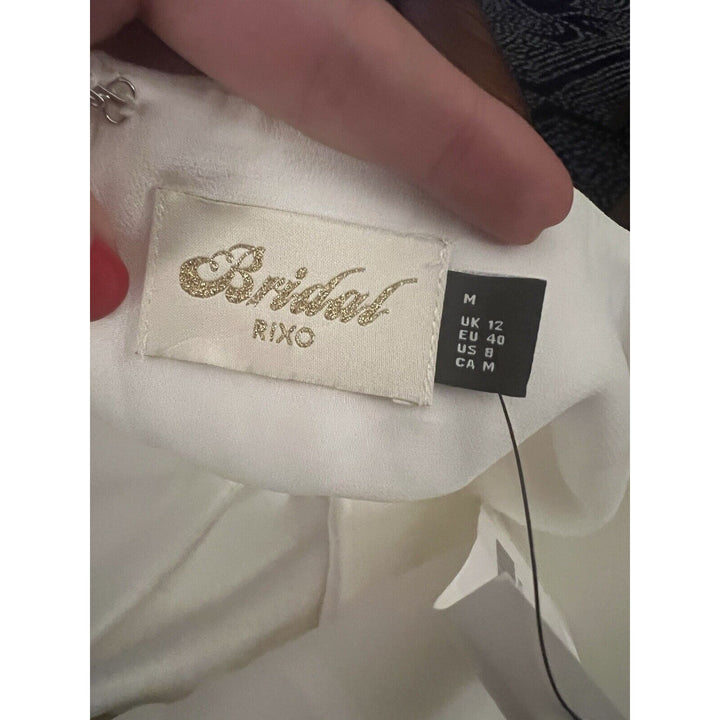 Bridal
RIXO
M
UK 12
EU 40
US 8
CA M